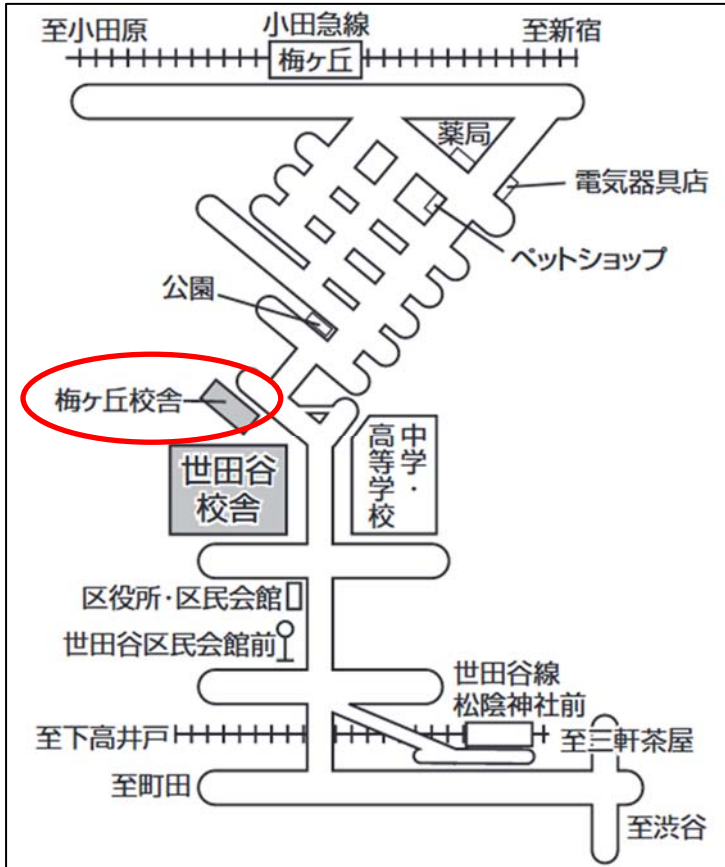 至小田原
小田急線
至新宿
梅ヶ丘
薬局
電気器具店
ペットショップ
公園
梅ヶ丘校舎
世田谷
校舎
中学・
高等学校
区役所・区民会館
世田谷区民会館前
世田谷線
松陰神社前
至下高井戸
至三軒茶屋
至町田
至渋谷